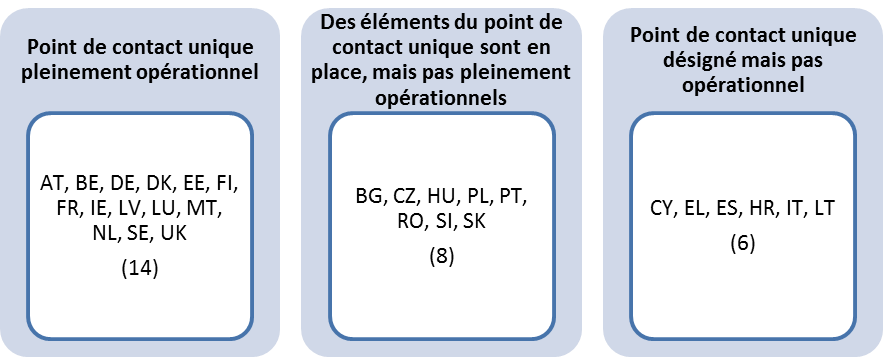 Point de contact unique
pleinement opérationnel
AT, BE, DE, DK, EE, FI,
FR, IE, LV, LU, MT,
NL, SE, UK
(14)
Des éléments du point de
contact unique sont en
place, mais pas pleinement
opérationnels
BG, CZ, HU, PL, PT,
RO, SI, SK
(8)
Point de contact unique
désigné mais pas
opérationnel
CY, EL, ES, HR, IT, LT
(6)